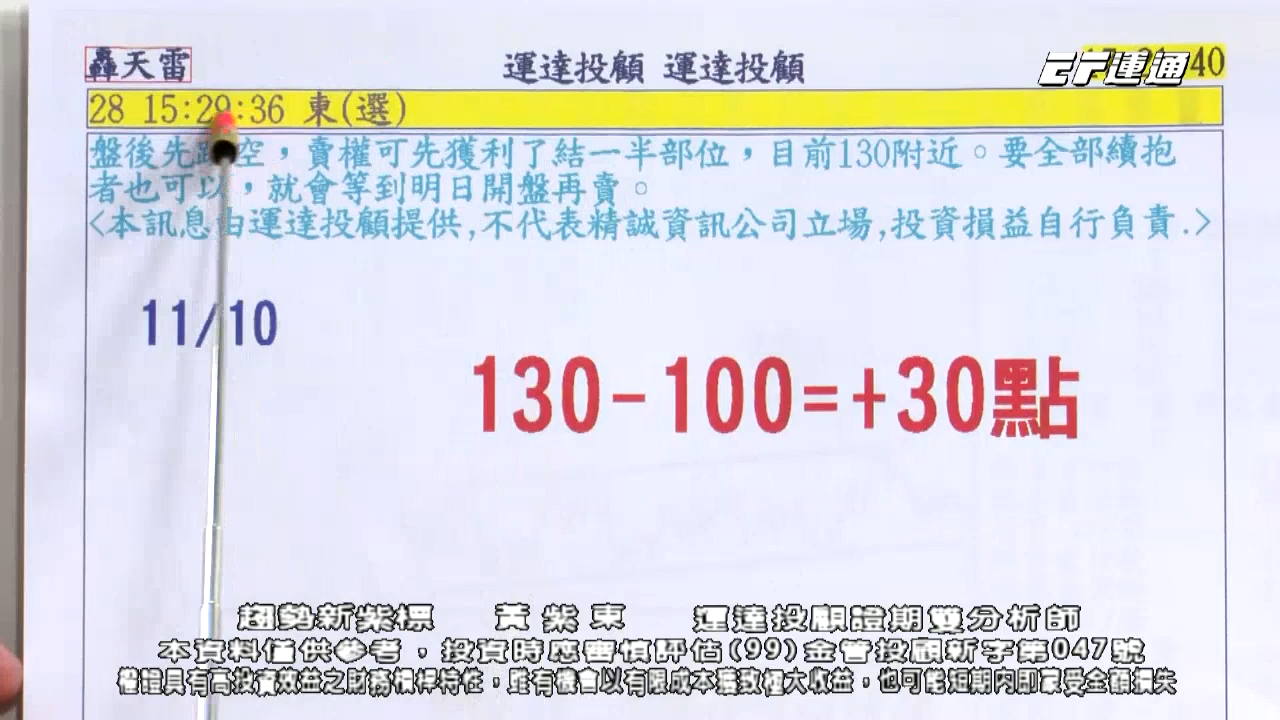 轟天雷 運達投顧 運達投顧 40
EF運通
28 15:29:36 東(選)
盤後先 空，賣權可先獲利了結一半部位，目前130附近。要全部續抱
者也可以，就會等到明日開盤再賣。
<本訊息由運達投顧提供,不代表精誠資訊公司立場,投資損益自行負責.>
11/10
130-100=+30點
趨勢新紫標 黃紫東 運達投顧證期雙分析師
本資料僅供參考，投資時應審慎評估(99)金管投顧新字第047號
權證具有高投資效益之財務槓桿特性，雖有機會以有限成本獲致極大收益，也可能短期內即蒙受全額損失